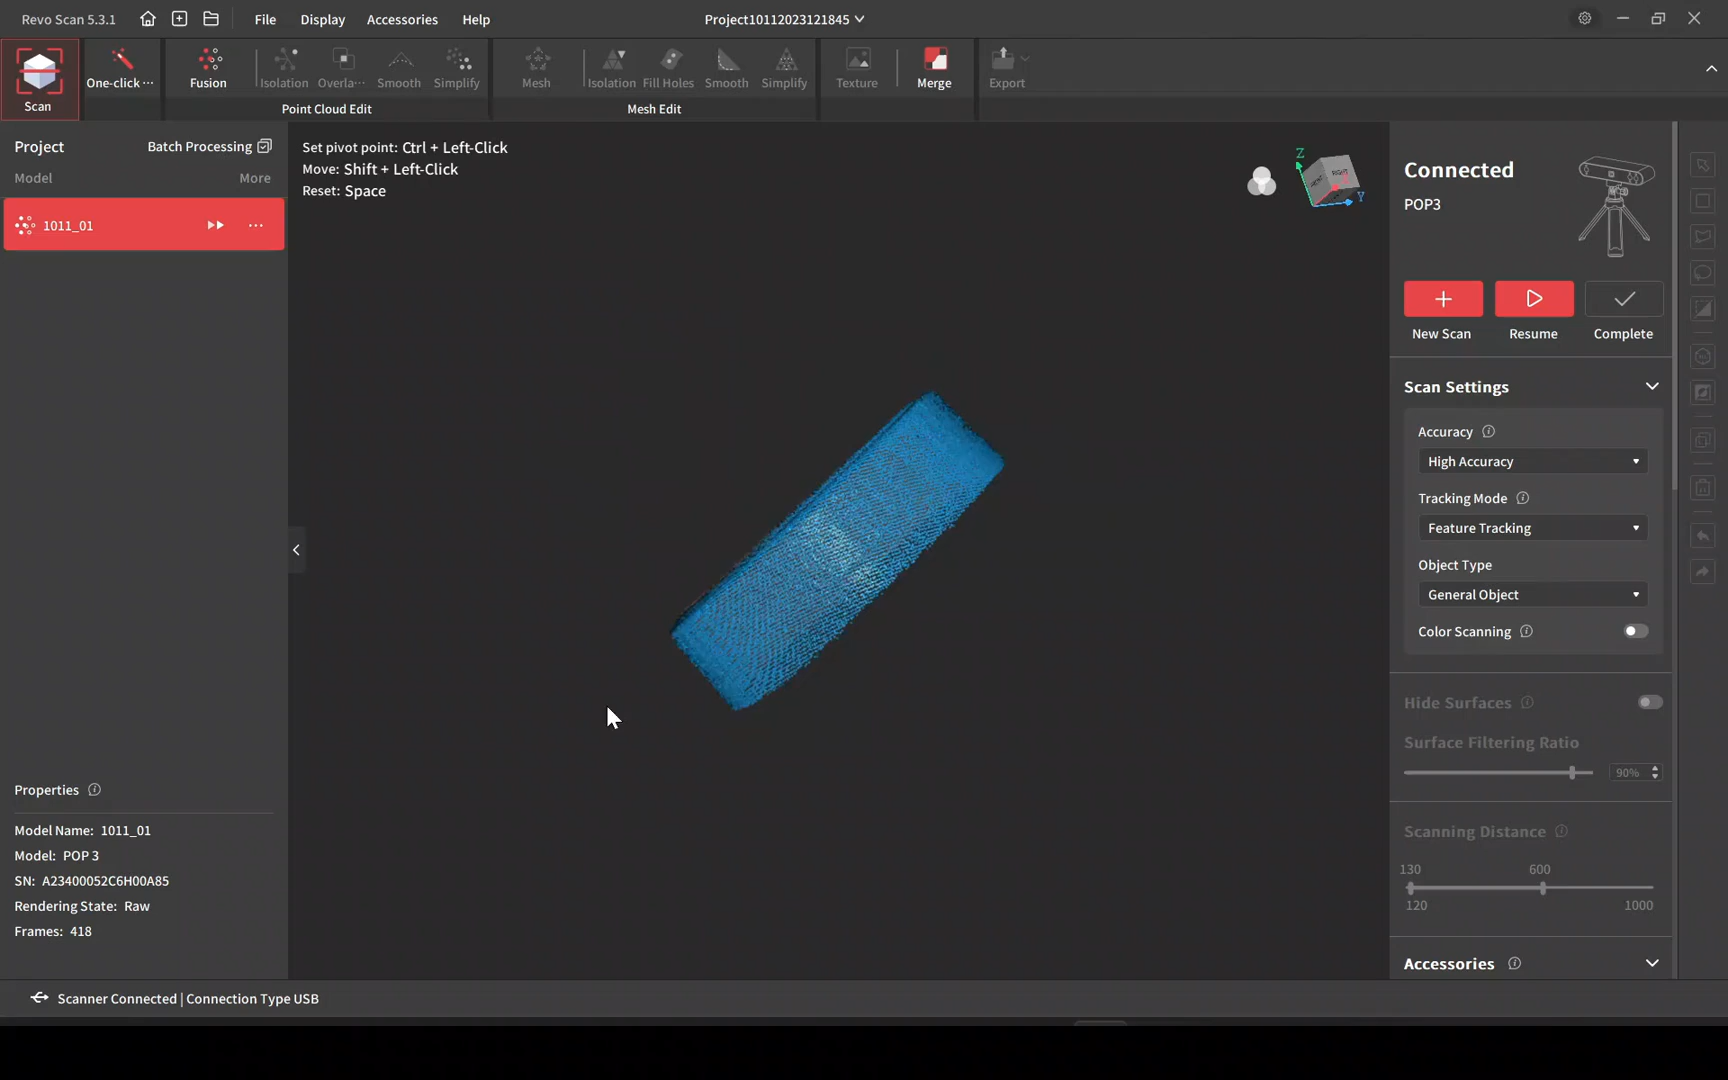 Revo Scan 5.3.1
File
Display
Accessories
Help
Project10112023121845
Scan
One-click ···
Fusion
Isolation
Overla···
Smooth
Simplify
Point Cloud Edit
Mesh
Isolation
Fill Holes
Smooth
Simplify
Mesh Edit
Texture
Merge
Export
Project
Batch Processing
Model
More
1011_01
Set pivot point: Ctrl + Left-Click
Move: Shift + Left-Click
Reset: Space
Z
RIGHT
Y
Connected
POP3
New Scan
Resume
Complete
Scan Settings
Accuracy
High Accuracy
Tracking Mode
Feature Tracking
Object Type
General Object
Color Scanning
Hide Surfaces
Surface Filtering Ratio
90%
Scanning Distance
130
600
120
1000
Accessories
Properties
Model Name: 1011_01
Model: POP 3
SN: A23400052C6H00A85
Rendering State: Raw
Frames: 418
Scanner Connected | Connection Type USB